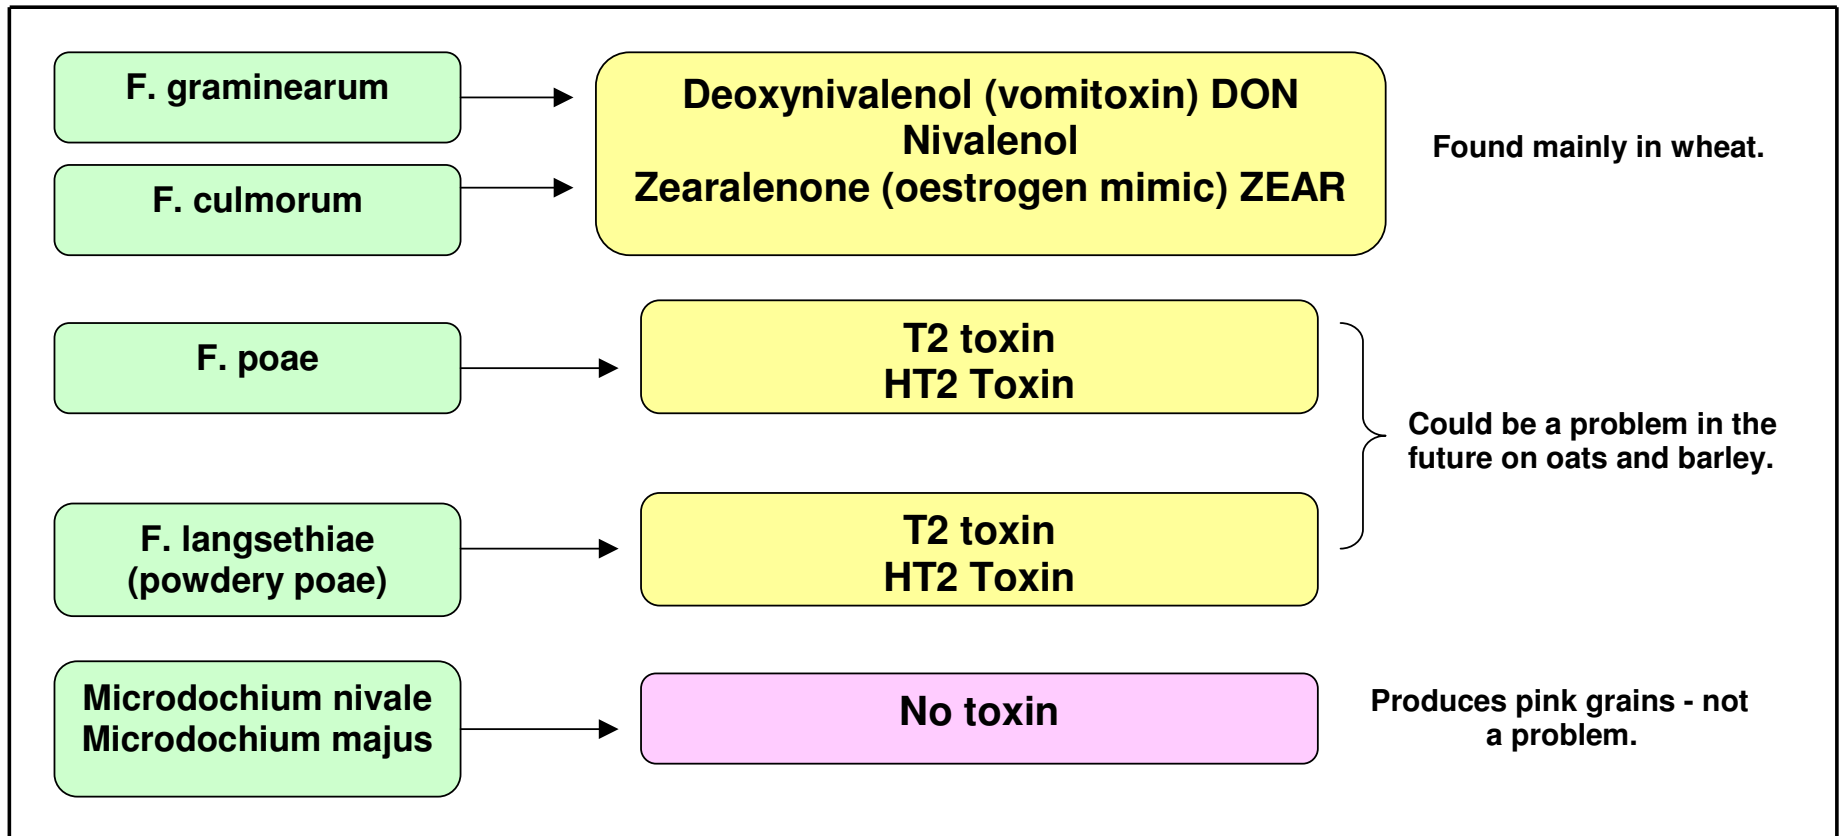 F. graminearum
Deoxynivalenol (vomitoxin) DON
Nivalenol
Zearalenone (oestrogen mimic) ZEAR
Found mainly in wheat.
F. culmorum
F. poae
T2 toxin
HT2 Toxin
Could be a problem in the
future on oats and barley.
F. langsethiae
(powdery poae)
T2 toxin
HT2 Toxin
Microdochium nivale
Microdochium majus
No toxin
Produces pink grains - not
a problem.